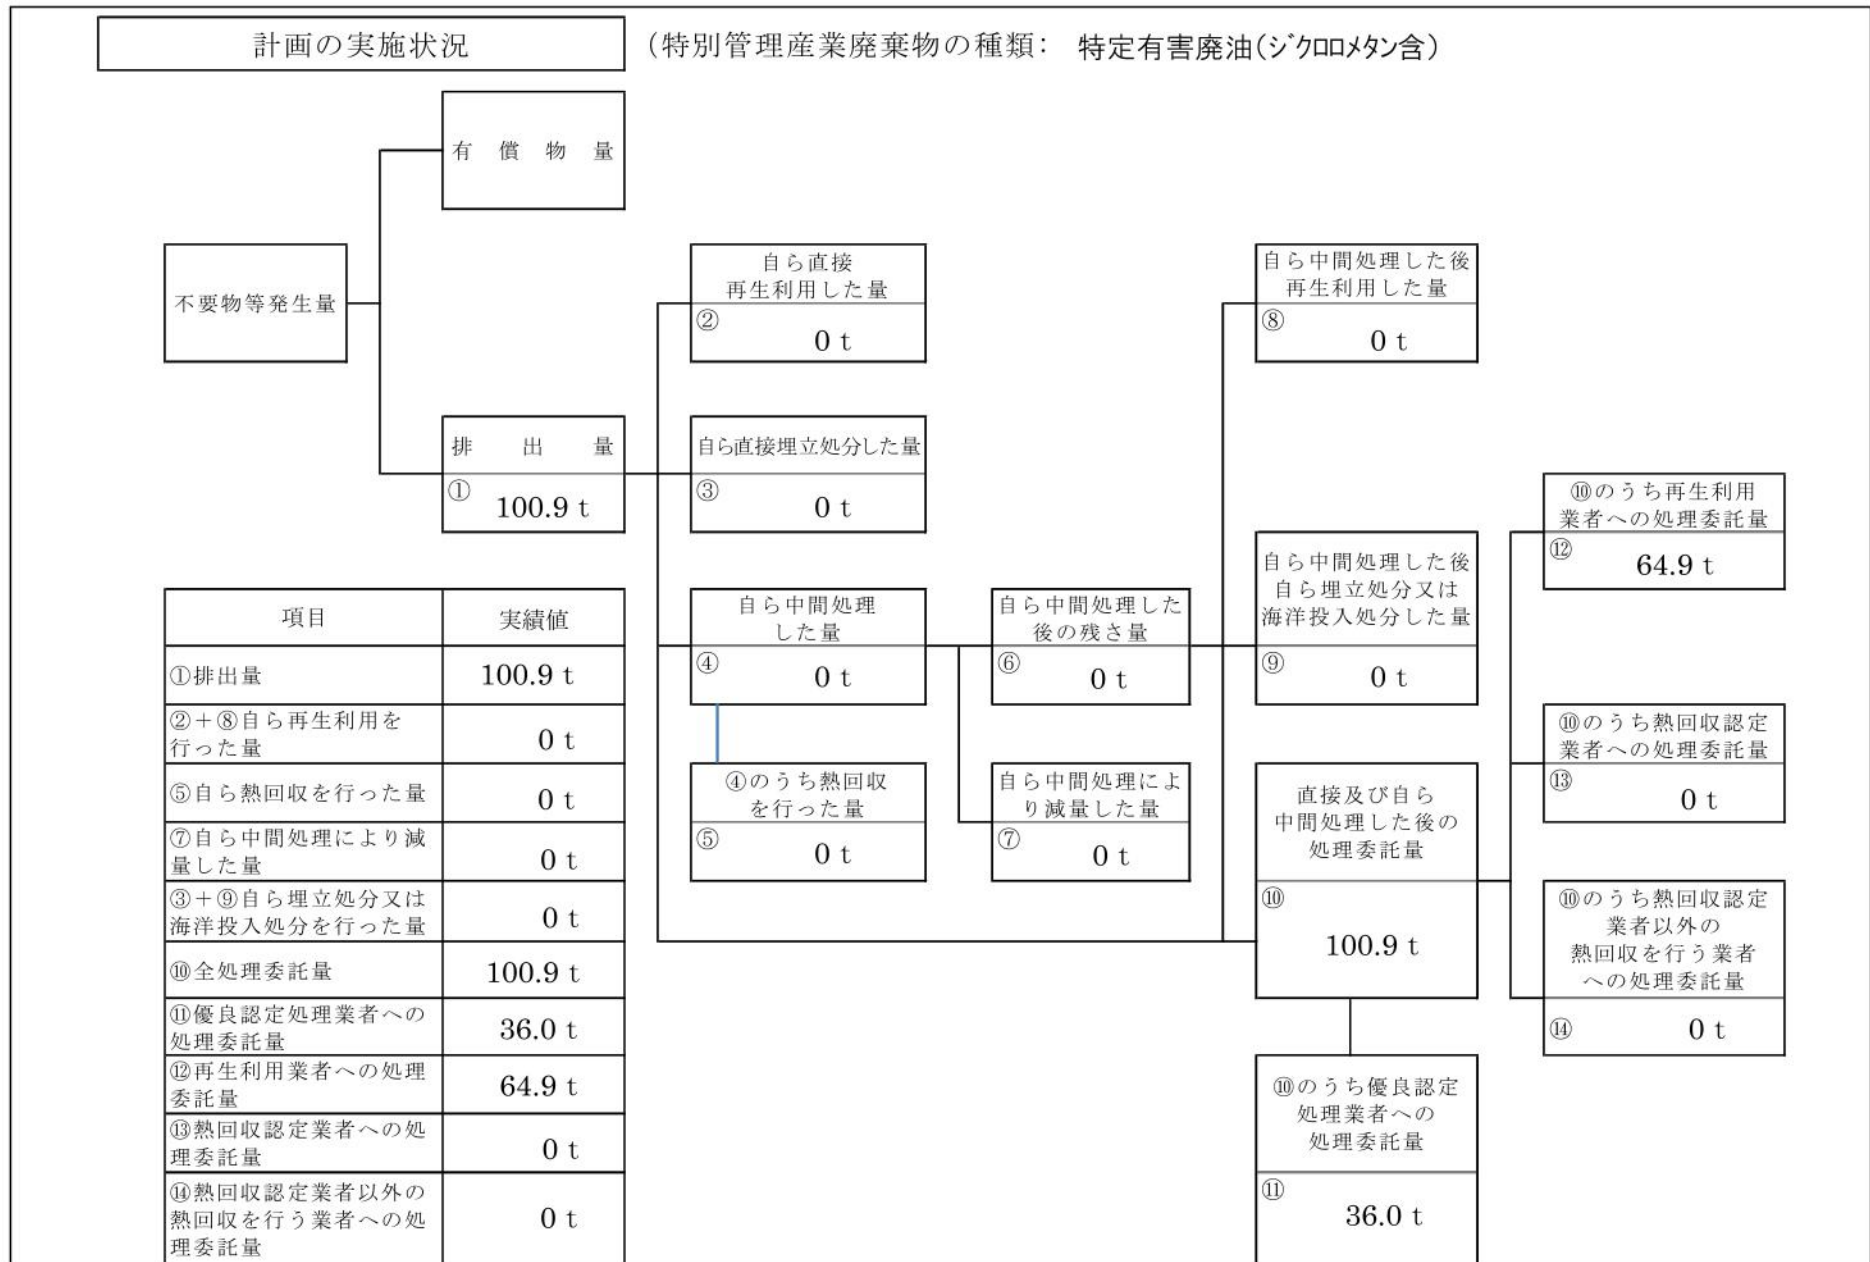 計画の実施状況
(特別管理産業廃棄物の種類: 特定有害廃油(ｼﾞｸﾛﾛﾒﾀﾝ含)
有償物量
不要物等発生量
排出量
①
100.9 t
自ら直接
再生利用した量
②
0 t
自ら直接埋立処分した量
③
0 t
自ら中間処理
した量
④
0 t
④のうち熱回収
を行った量
⑤
0 t
自ら中間処理した
後の残さ量
⑥
0 t
自ら中間処理によ
り減量した量
⑦
0 t
自ら中間処理した後
再生利用した量
⑧
0 t
自ら中間処理した後
自ら埋立処分又は
海洋投入処分した量
⑨
0 t
直接及び自ら
中間処理した後の
処理委託量
⑩
100.9 t
⑩のうち優良認定
処理業者への
処理委託量
⑪
36.0 t
⑩のうち再生利用
業者への処理委託量
⑫
64.9 t
⑩のうち熱回収認定
業者への処理委託量
⑬
0 t
⑩のうち熱回収認定
業者以外の
熱回収を行う業者
への処理委託量
⑭
0 t
項目 実績値
①排出量 100.9 t
②+⑧自ら再生利用を
行った量 0 t
⑤自ら熱回収を行った量 0 t
⑦自ら中間処理により減
量した量 0 t
③+⑨自ら埋立処分又は
海洋投入処分を行った量 0 t
⑩全処理委託量 100.9 t
⑪優良認定処理業者への
処理委託量 36.0 t
⑫再生利用業者への処理
委託量 64.9 t
⑬熱回収認定業者への処
理委託量 0 t
⑭熱回収認定業者以外の
熱回収を行う業者への処
理委託量 0 t